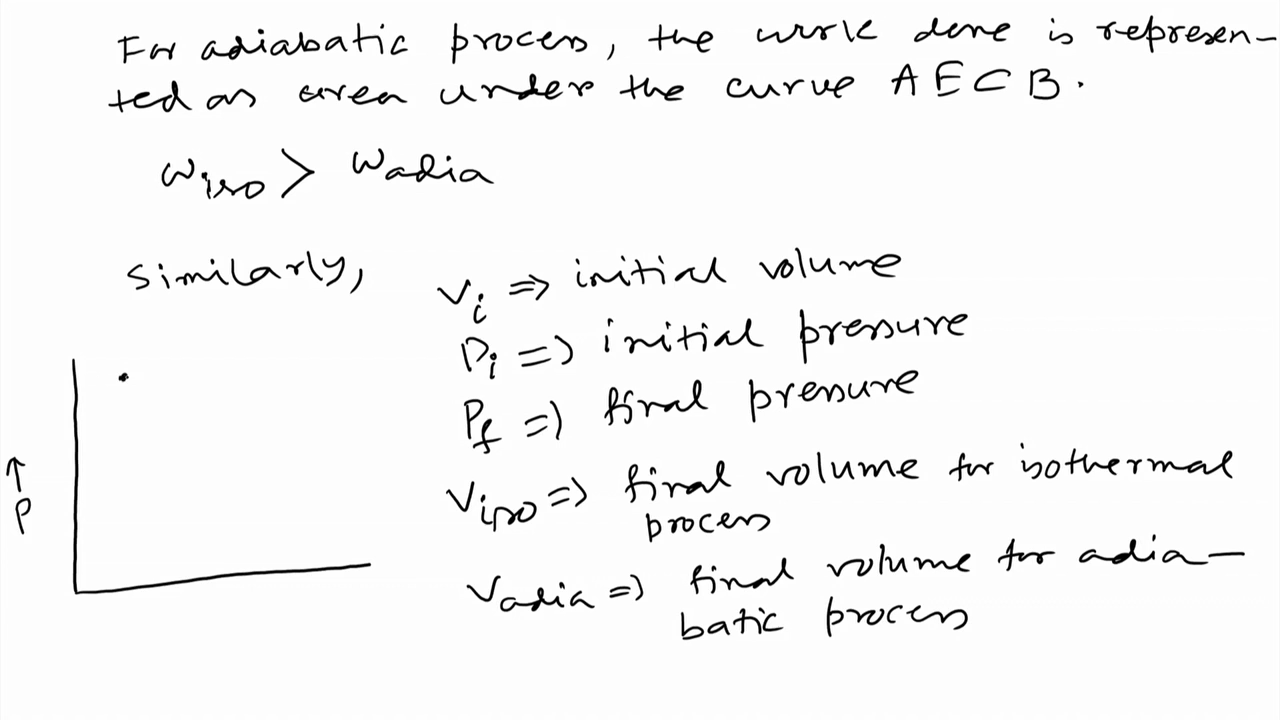 For adiabatic process, the work done is represen-
ted as area under the curve AECB.
wiso > wadia
Similarly,
Vi => initial volume
Pi => initial pressure
Pf => final pressure
Viso => final volume for isothermal
process
Vadia => final volume for adia-
batic process
↑
P